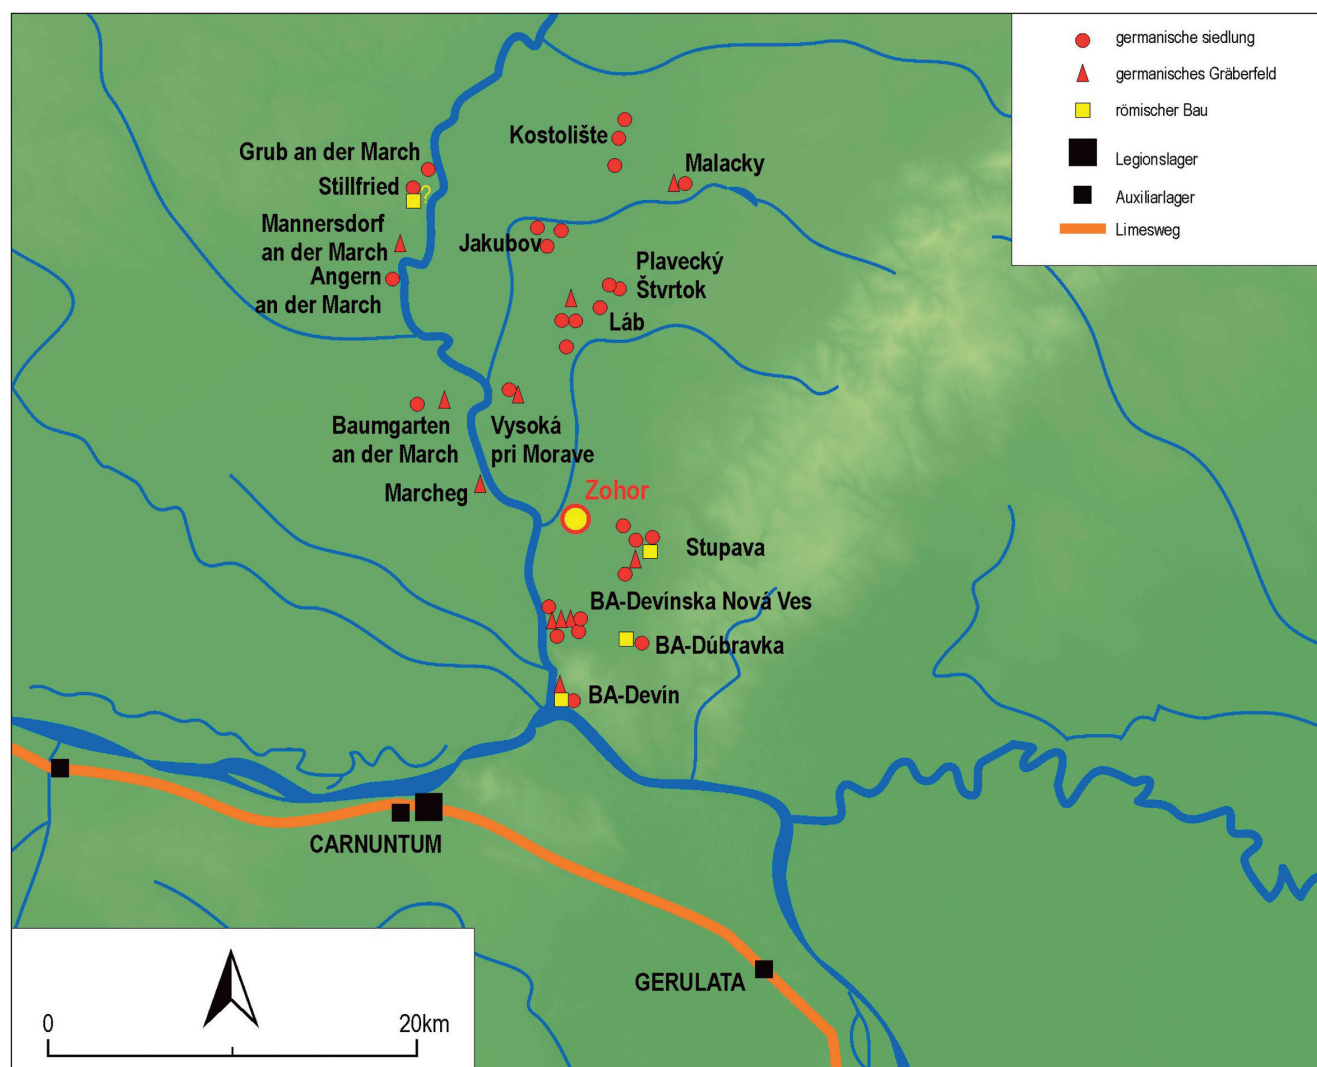 germanische siedlung
germanisches Gräberfeld
römischer Bau
Legionslager
Auxiliarlager
Limesweg
Kostolište
Grub an der March
Malacky
Stillfried
?
Mannersdorf
an der March
Jakubov
Plavecký
Štvrtok
Angern
an der March
Láb
Baumgarten
an der March
Vysoká
pri Morave
Marcheg
Zohor
Stupava
BA-Devínska Nová Ves
BA-Dúbravka
BA-Devín
CARNUNTUM
GERULATA
0
20km